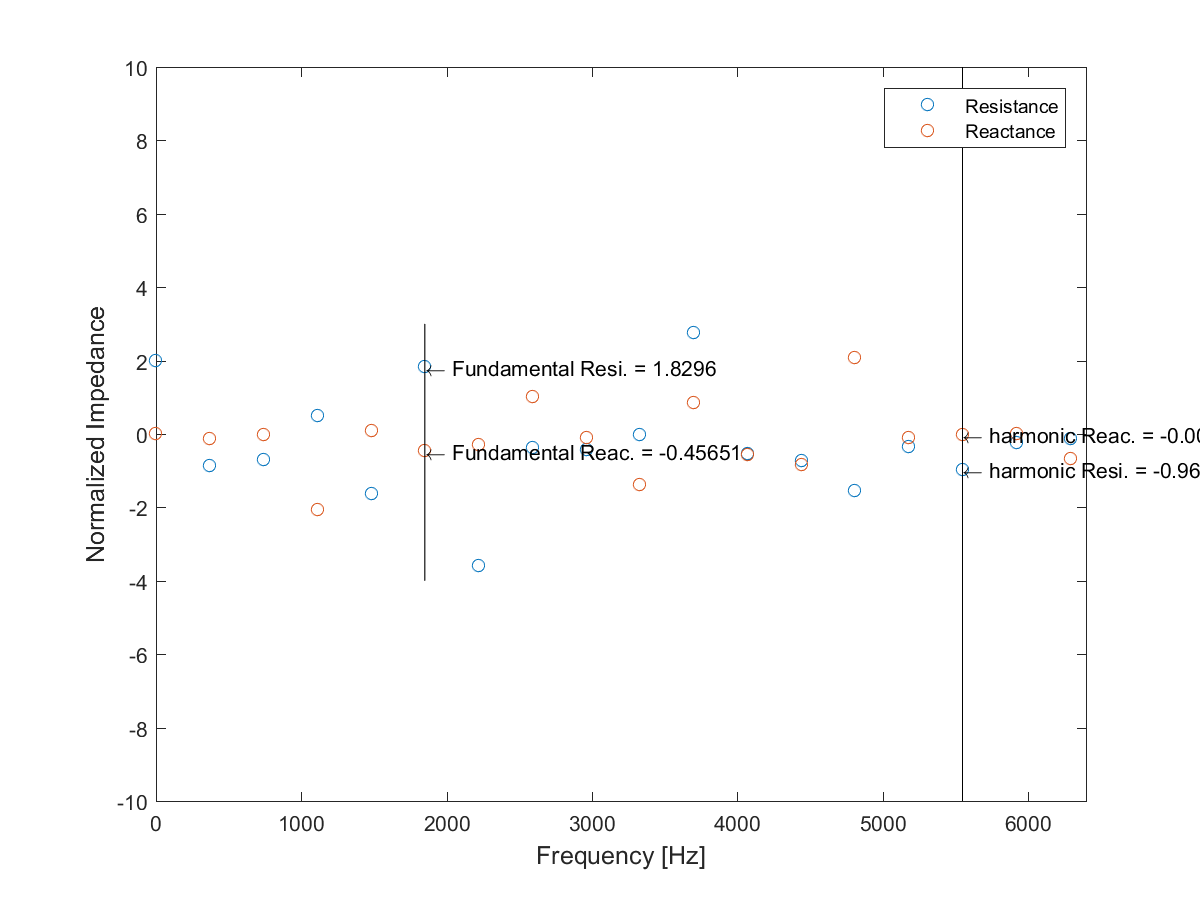 10
8
6
4
2
0
-2
-4
-6
-8
-10
Normalized Impedance
Resistance
Reactance
Fundamental Resi. = 1.8296
Fundamental Reac. = -0.45651
harmonic Reac. = -0.00
harmonic Resi. = -0.96
0
1000
2000
3000
4000
5000
6000
Frequency [Hz]